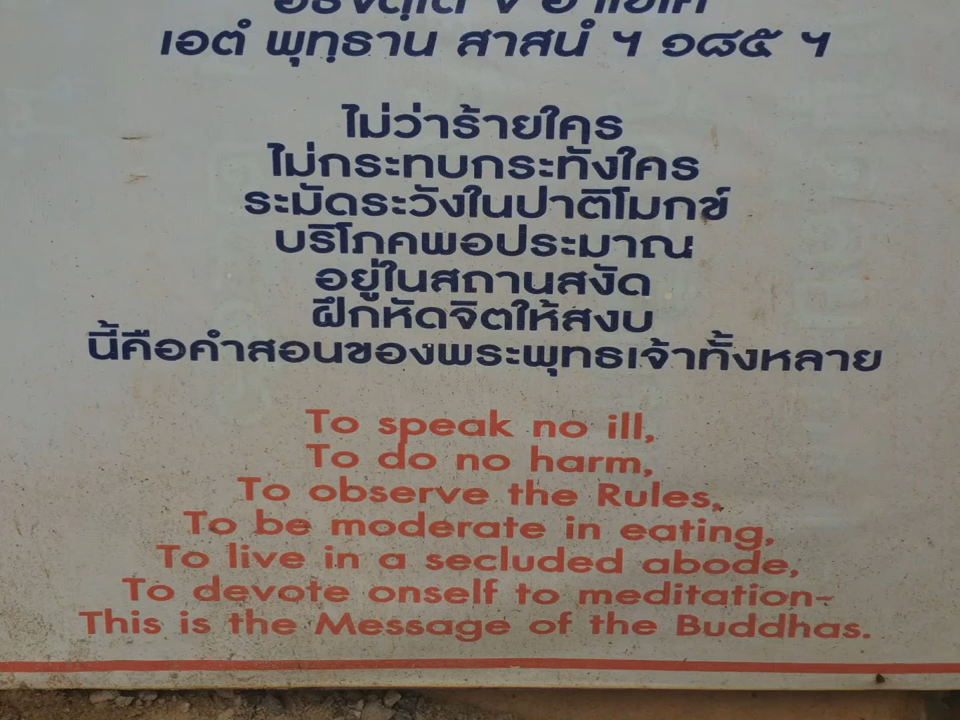 เอตํ พุทฺธาน สาสนํ ฯ ๑๘๕ ฯ
ไม่ว่าร้ายใคร
ไม่กระทบกระทั่งใคร
ระมัดระวังในปาติโมกข์
บริโภคพอประมาณ
อยู่ในสถานสงัด
ฝึกหัดจิตให้สงบ
นี้คือคำสอนของพระพุทธเจ้าทั้งหลาย
To speak no ill,
To do no harm,
To observe the Rules,
To be moderate in eating,
To live in a secluded abode,
To devote onself to meditation-
This is the Message of the Buddhas.